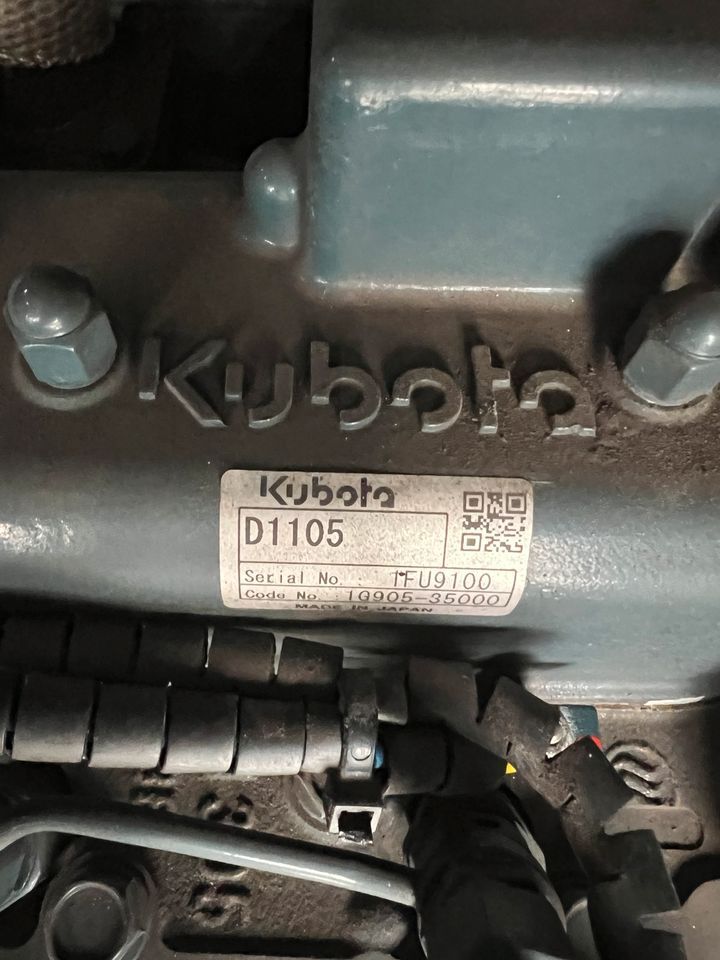 Kubota
Kubota
D1105
Serial No. : 1FU9100
Code No. : 1G905-35000
MADE IN JAPAN